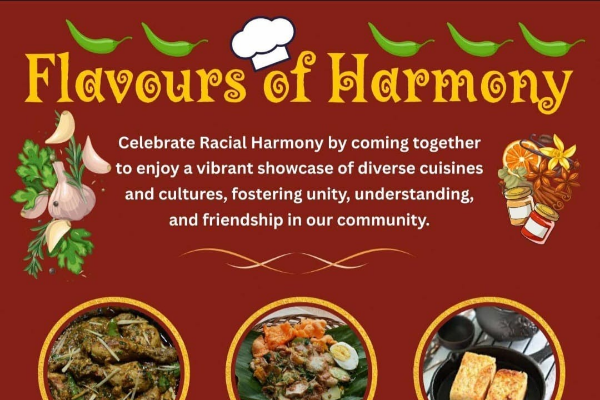 Flavours of Harmony
Celebrate Racial Harmony by coming together
to enjoy a vibrant showcase of diverse cuisines
and cultures, fostering unity, understanding,
and friendship in our community.